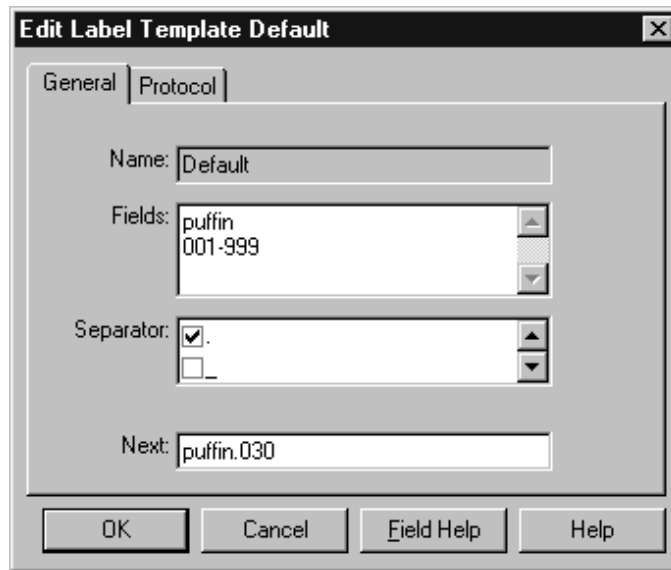 Edit Label Template Default
General Protocol
Name: Default
Fields: puffin
001-999
Separator: .
_
Next: puffin.030
OK Cancel Field Help Help